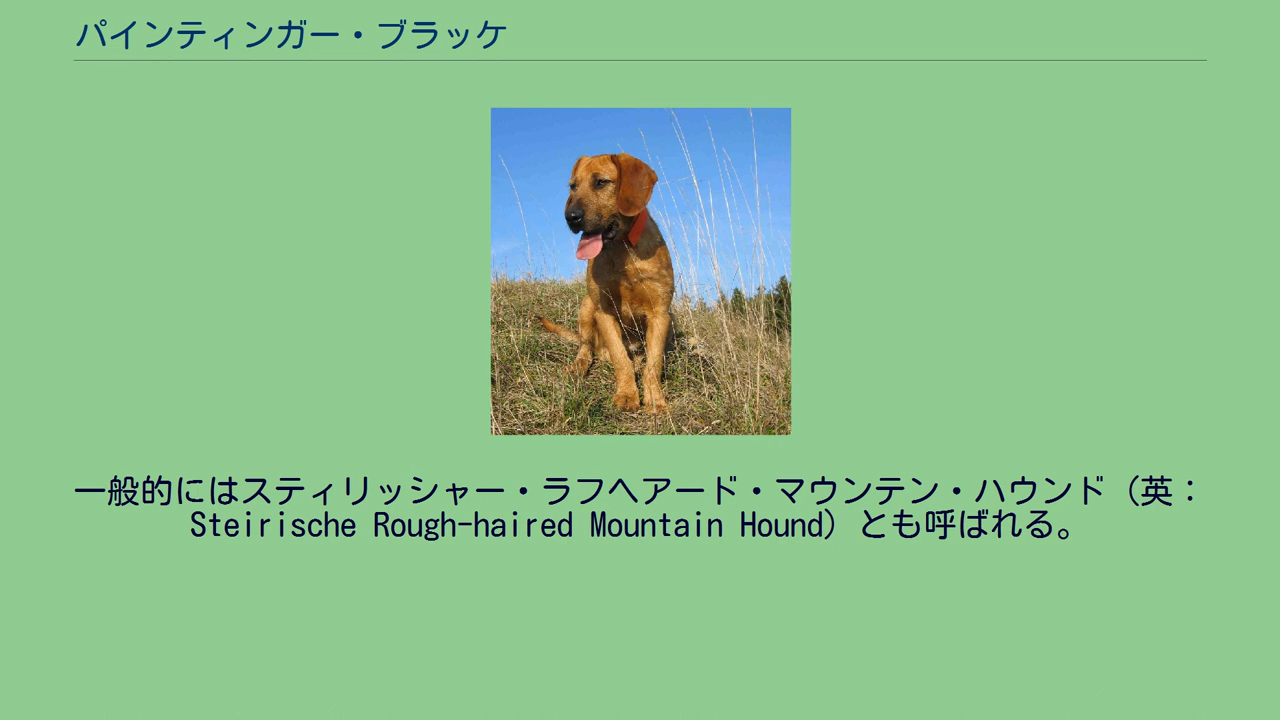 パインティンガー・ブラッケ
一般的にはスティリッシャー・ラフヘアード・マウンテン・ハウンド（英：
Steirische Rough-haired Mountain Hound）とも呼ばれる。